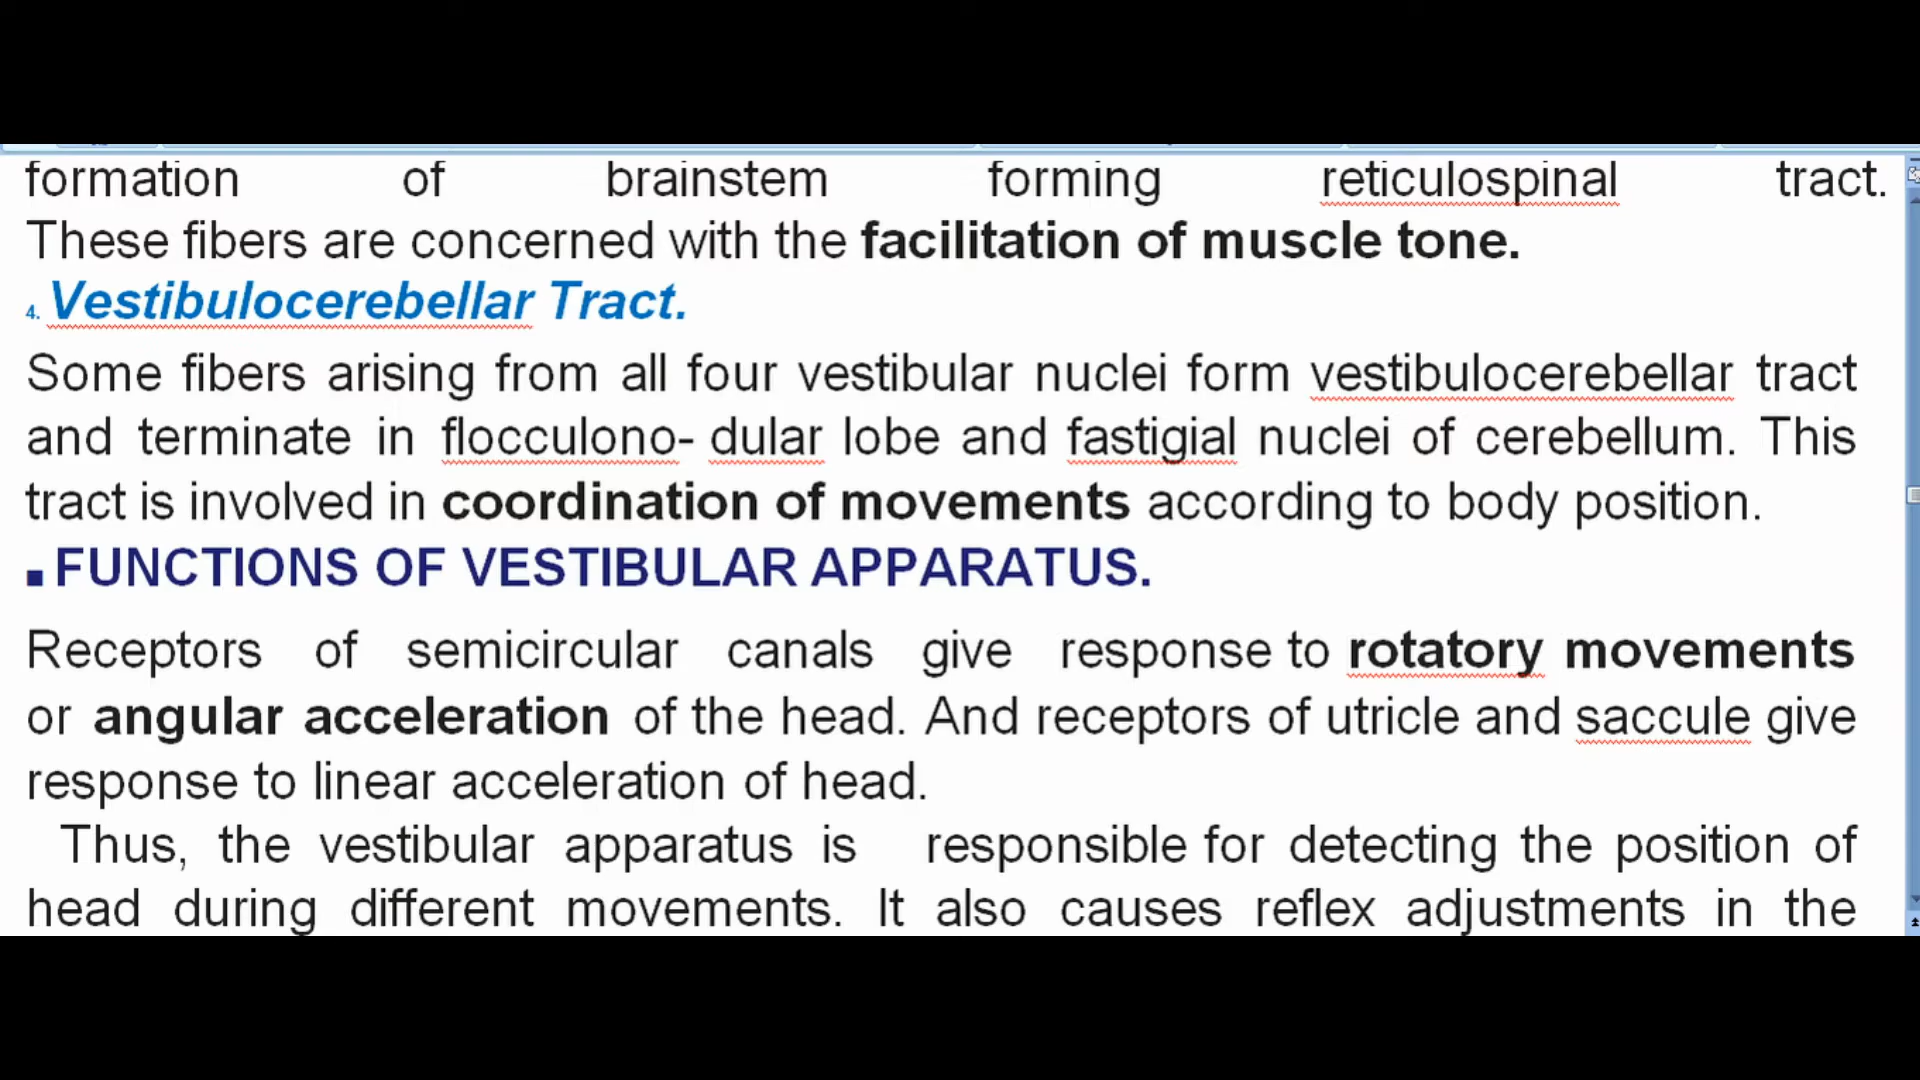 formation of brainstem forming reticulospinal tract.
These fibers are concerned with the facilitation of muscle tone.
4. Vestibulocerebellar Tract.
Some fibers arising from all four vestibular nuclei form vestibulocerebellar tract
and terminate in flocculono- dular lobe and fastigial nuclei of cerebellum. This
tract is involved in coordination of movements according to body position.
▪ FUNCTIONS OF VESTIBULAR APPARATUS.
Receptors of semicircular canals give response to rotatory movements
or angular acceleration of the head. And receptors of utricle and saccule give
response to linear acceleration of head.
Thus, the vestibular apparatus is responsible for detecting the position of
head during different movements. It also causes reflex adjustments in the